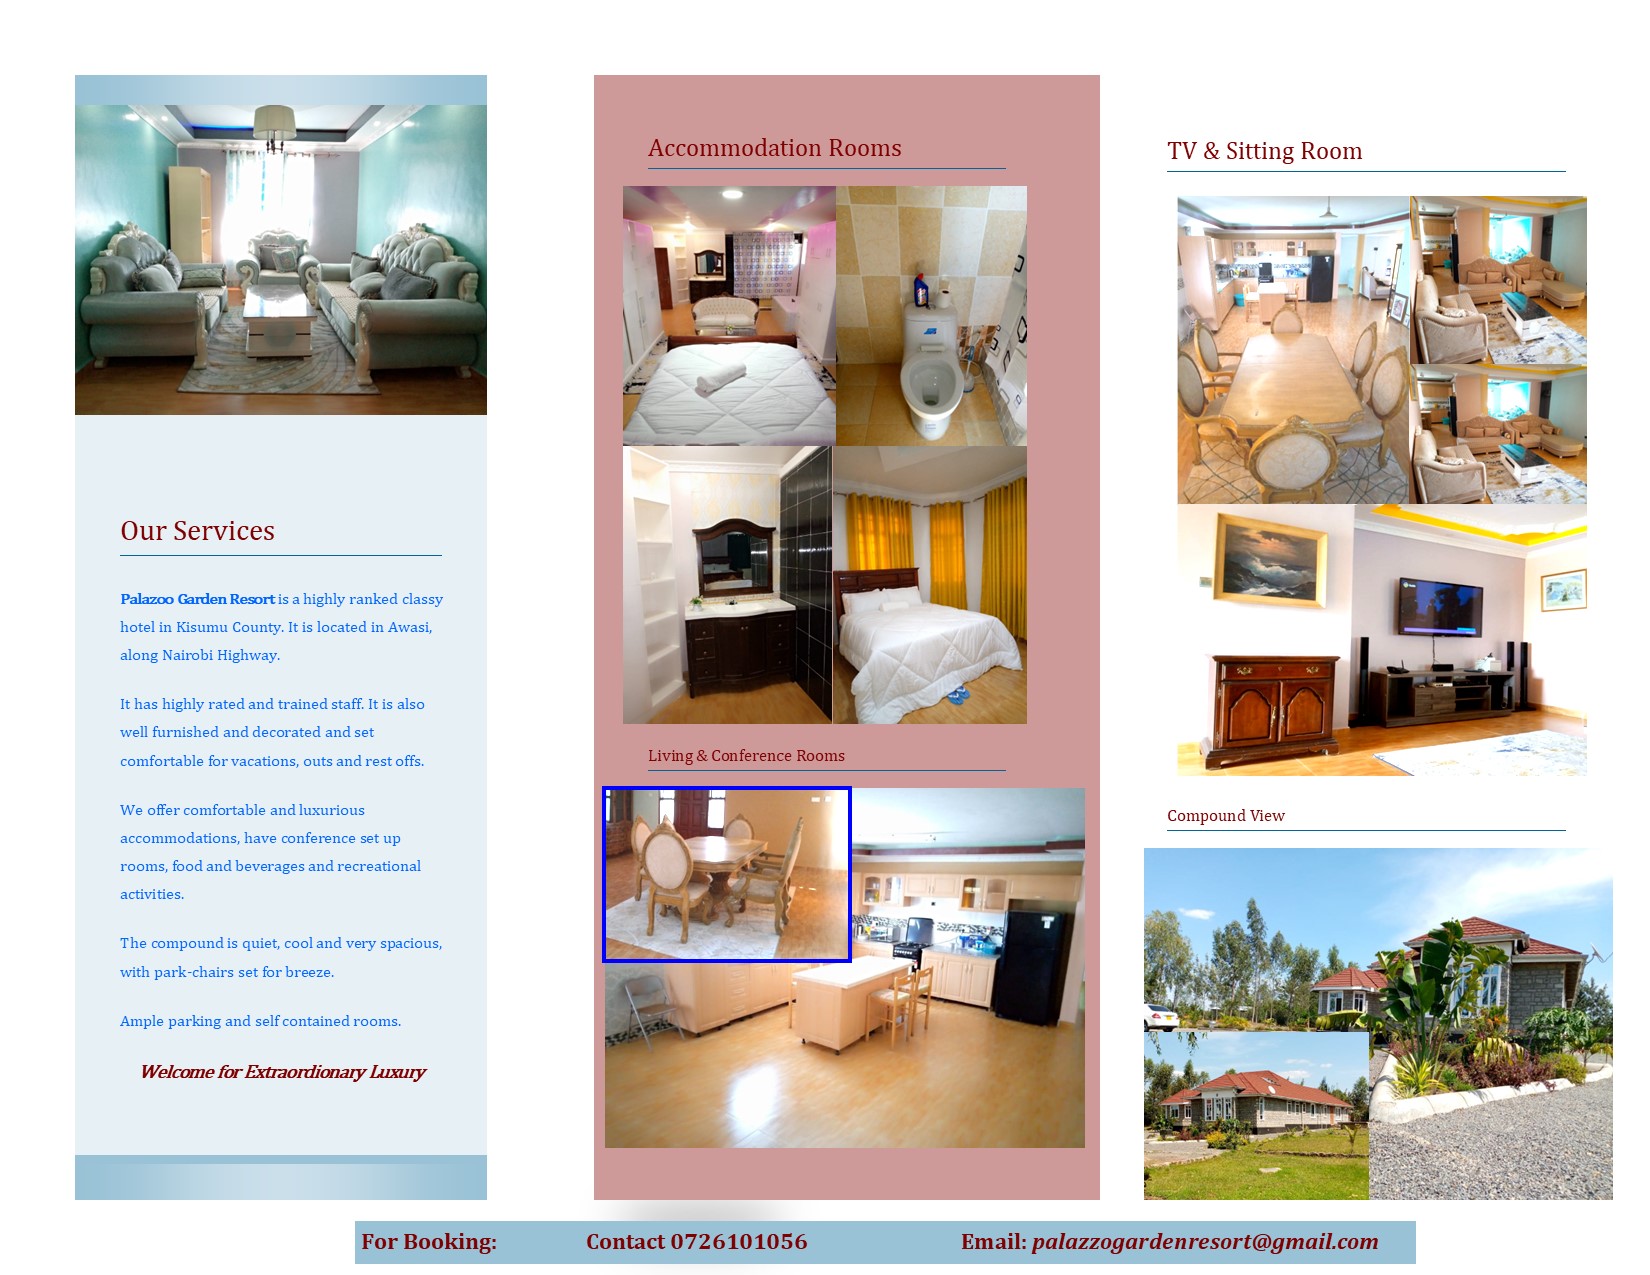 Our Services
Palazoo Garden Resort is a highly ranked classy
hotel in Kisumu County. It is located in Awasi,
along Nairobi Highway.
It has highly rated and trained staff. It is also
well furnished and decorated and set
comfortable for vacations, outs and rest offs.
We offer comfortable and luxurious
accommodations, have conference set up
rooms, food and beverages and recreational
activities.
The compound is quiet, cool and very spacious,
with park-chairs set for breeze.
Ample parking and self contained rooms.
Welcome for Extraordionary Luxury
Accommodation Rooms
Living & Conference Rooms
TV & Sitting Room
Compound View
For Booking: Contact 0726101056 Email: palazzogardenresort@gmail.com